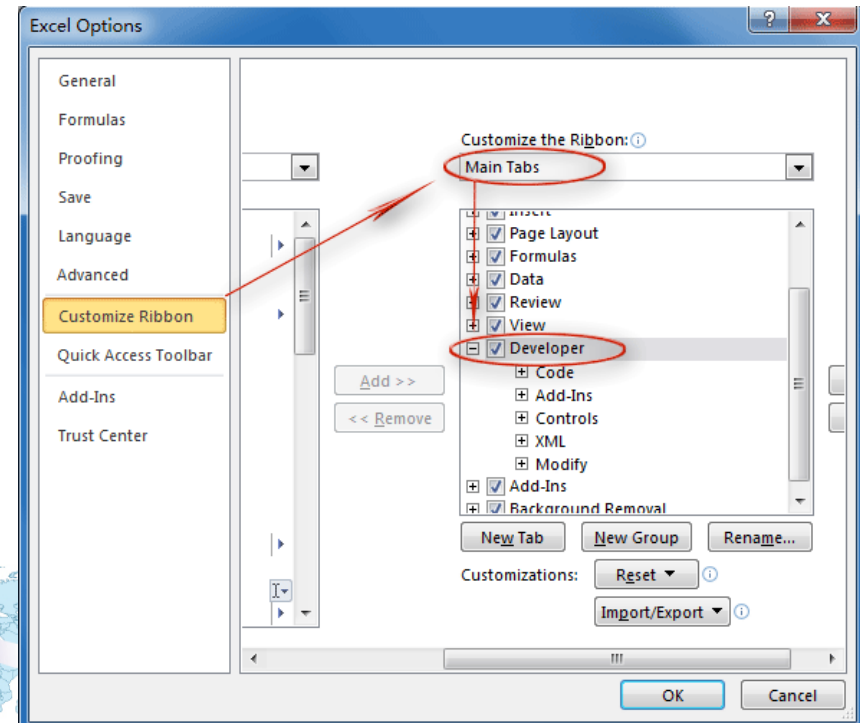 Excel Options
General
Formulas
Proofing
Save
Language
Advanced
Customize Ribbon
Quick Access Toolbar
Add-Ins
Trust Center
Add >>
<< Remove
Customize the Ribbon:
Main Tabs
Insert
Page Layout
Formulas
Data
Review
View
Developer
Code
Add-Ins
Controls
XML
Modify
Add-Ins
Background Removal
New Tab
New Group
Rename...
Customizations:
Reset
Import/Export
OK
Cancel